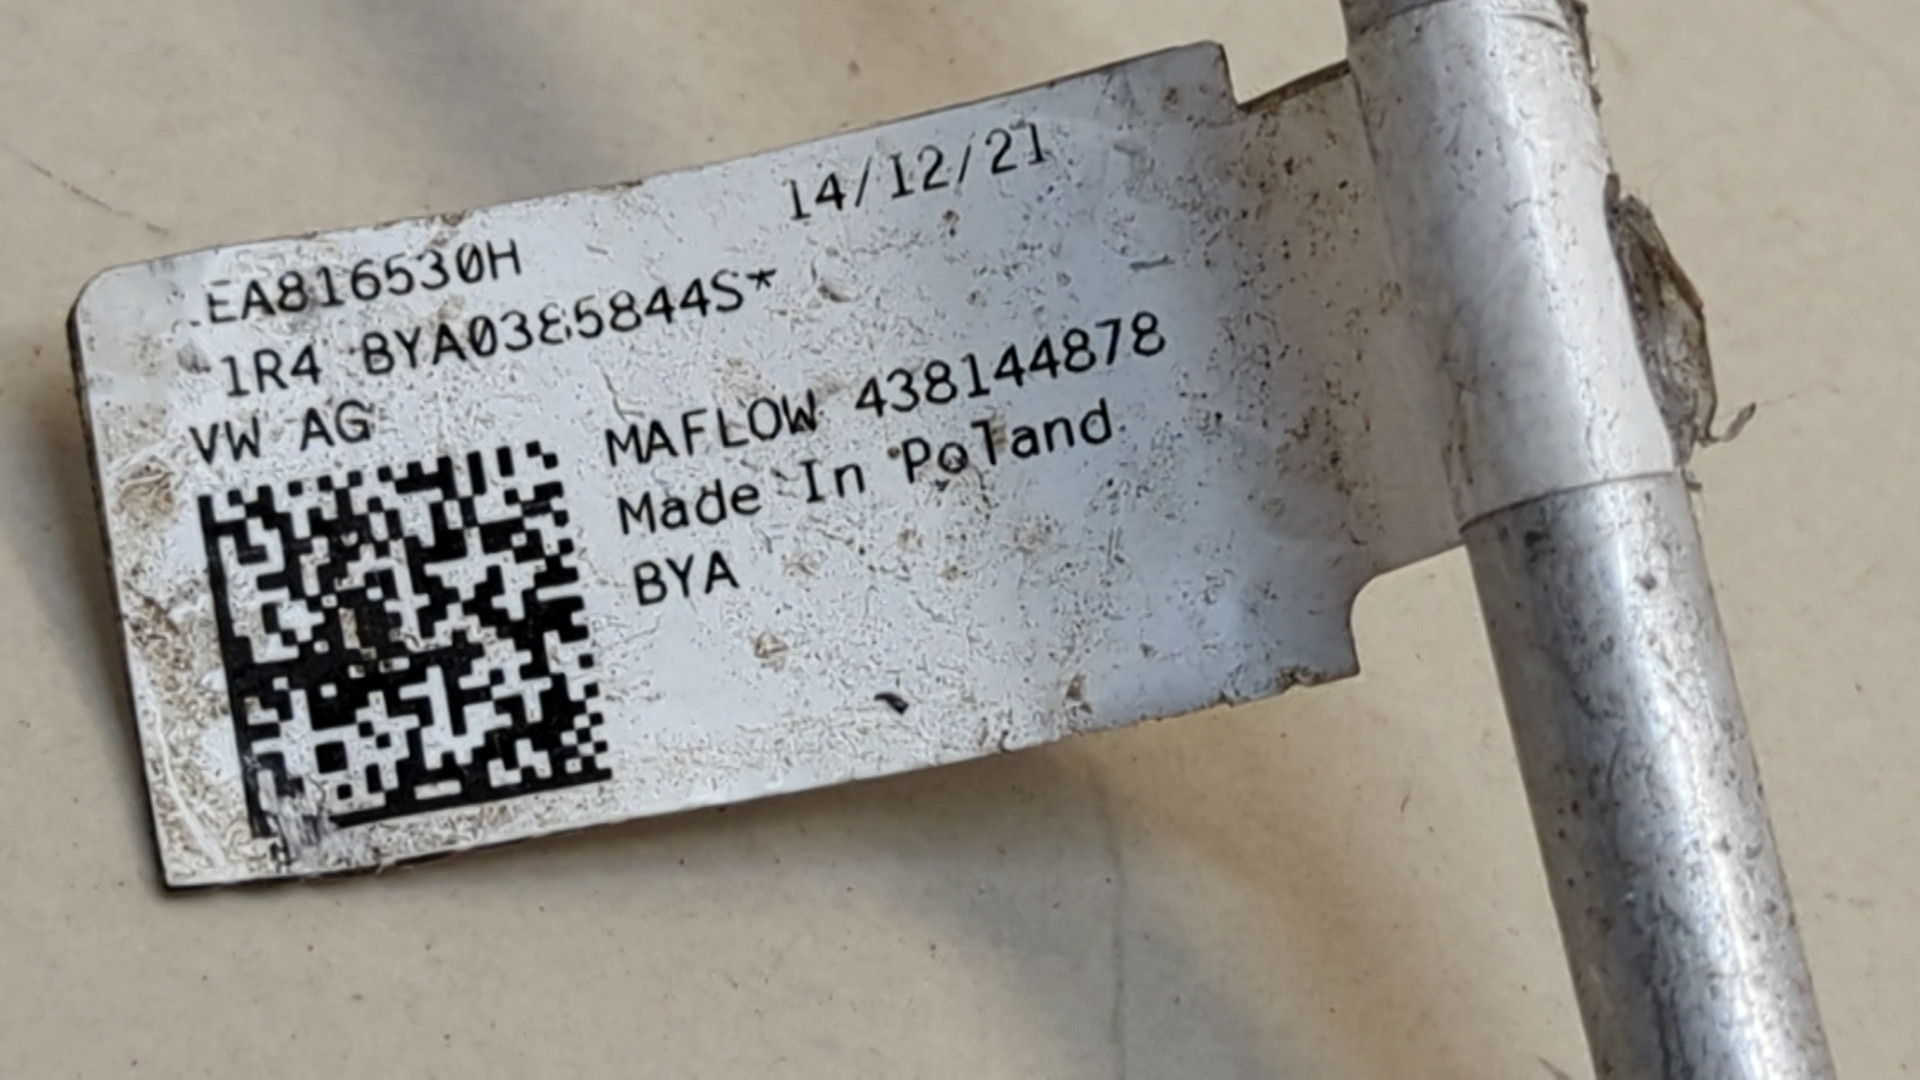 14/12/21
EA816530H
1R4 BYA0385844S*
VW AG
MAFLOW 438144878
Made In Poland
BYA